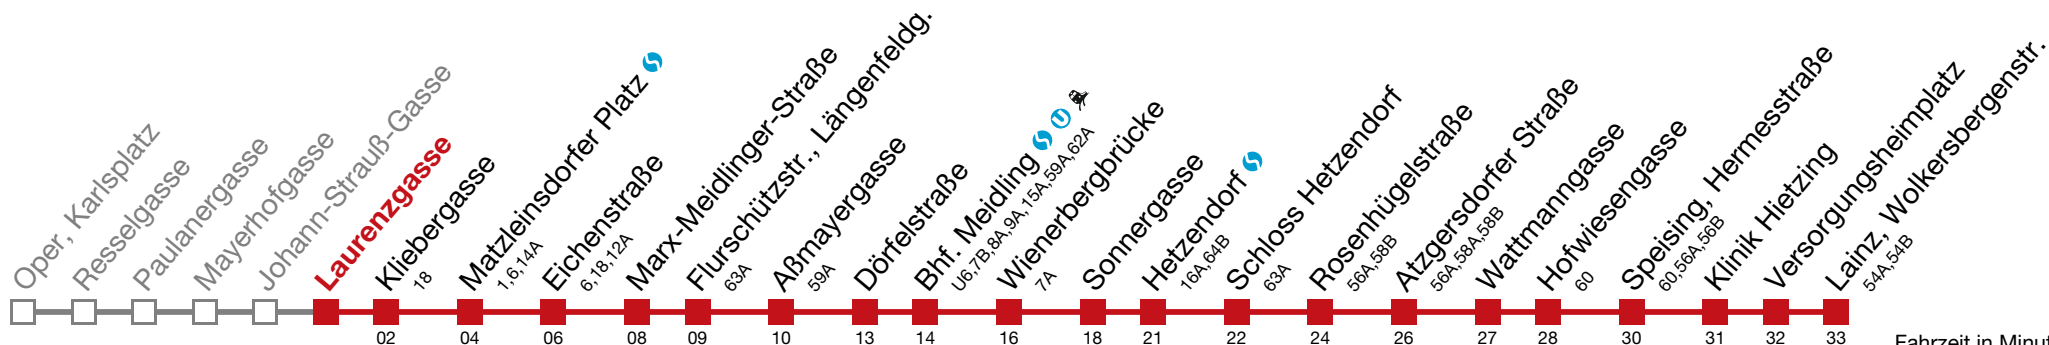 Oper, Karlsplatz
Resselgasse
Paulanergasse
Mayerhofgasse
Johann-Strauß-Gasse
Laurenzgasse
Kliebergasse
18
Matzleinsdorfer Platz
1,6,14A
Eichenstraße
6,18,12A
Marx-Meidlinger-Straße
Flurschützstr., Längenfeldg.
63A
Aßmayergasse
59A
Dörfelstraße
Bhf. Meidling U
U6,7B,8A,9A,15A,59A,62A
Wienerbergbrücke
7A
Sonnergasse
Hetzendorf
16A,64B
Schloss Hetzendorf
63A
Rosenhügelstraße
56A,58B
Atzgersdorfer Straße
56A,58A,58B
Wattmanngasse
Hofwiesengasse
60
Speising, Hermesstraße
60,56A,56B
Klinik Hietzing
Versorgungsheimplatz
Lainz, Wolkersbergenstr.
54A,54B
02 04 06 08 09 10 13 14 16 18 21 22 24 26 27 28 30 31 32 33
Fahrzeit in Minut